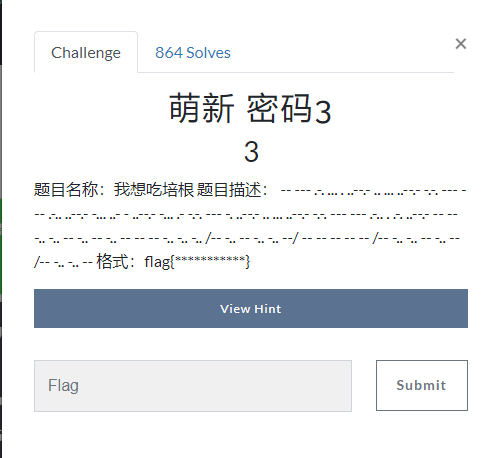 Challenge
864 Solves
×
萌新 密码3
3
题目名称：我想吃培根 题目描述： -- --- .-. ... . ..--.- .. ... ..--.- -.-. --- -
-- .-.. ..--.- -... ..- - ..--.- -... .- -.-. --- -. ..--.- .. ... ..--.- -.-. --- --- .-.. . .-. ..--.- -- --
-.. -.. -- -.. -- -.. -- -- -- -.. -.. -.. /-- -.. -- -.. -.. --/ -- -- -- -- -- /-- -.. -.. -- -.. --
/-- -.. -.. -- 格式：flag{***********}
View Hint
Flag
Submit